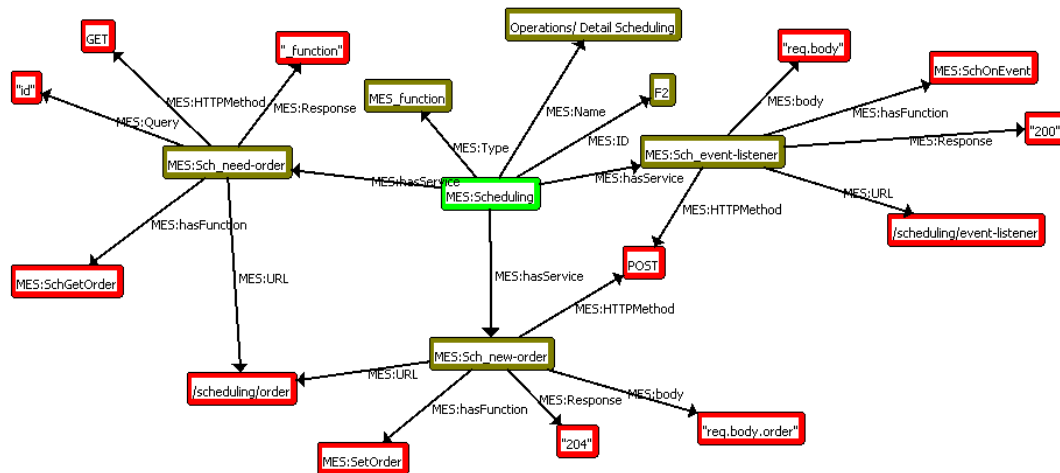 Operations/ Detail Scheduling
GET
"_function"
"req.body"
MES:SchOnEvent
"id"
MES:HTTPMethod
MES:Response
MES_function
F2
MES:body
MES:hasFunction
MES:Query
MES:Name
"200"
MES:Type
MES:ID
MES:Response
MES:Sch_need-order
MES:Sch_event-listener
MES:hasService
MES:Scheduling
MES:hasService
MES:URL
MES:HTTPMethod
MES:hasFunction
/scheduling/event-listener
MES:SchGetOrder
MES:URL
MES:hasService
POST
MES:HTTPMethod
MES:Sch_new-order
/scheduling/order
MES:URL
MES:hasFunction
MES:Response
MES:body
MES:SetOrder
"204"
"req.body.order"